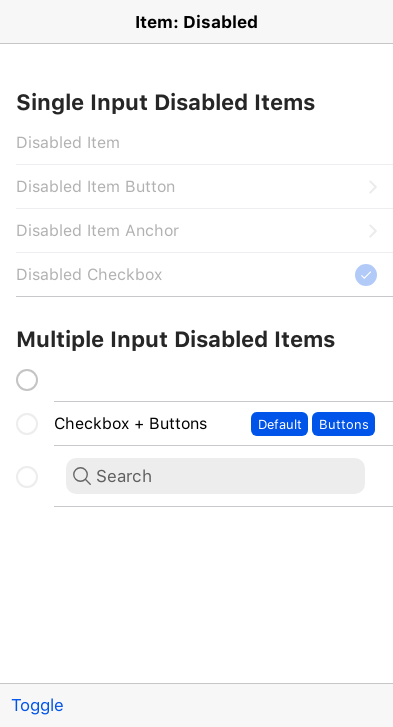 Item: Disabled
Single Input Disabled Items
Disabled Item
Disabled Item Button
Disabled Item Anchor
Disabled Checkbox
Multiple Input Disabled Items
Checkbox + Buttons Default Buttons
Search
Toggle